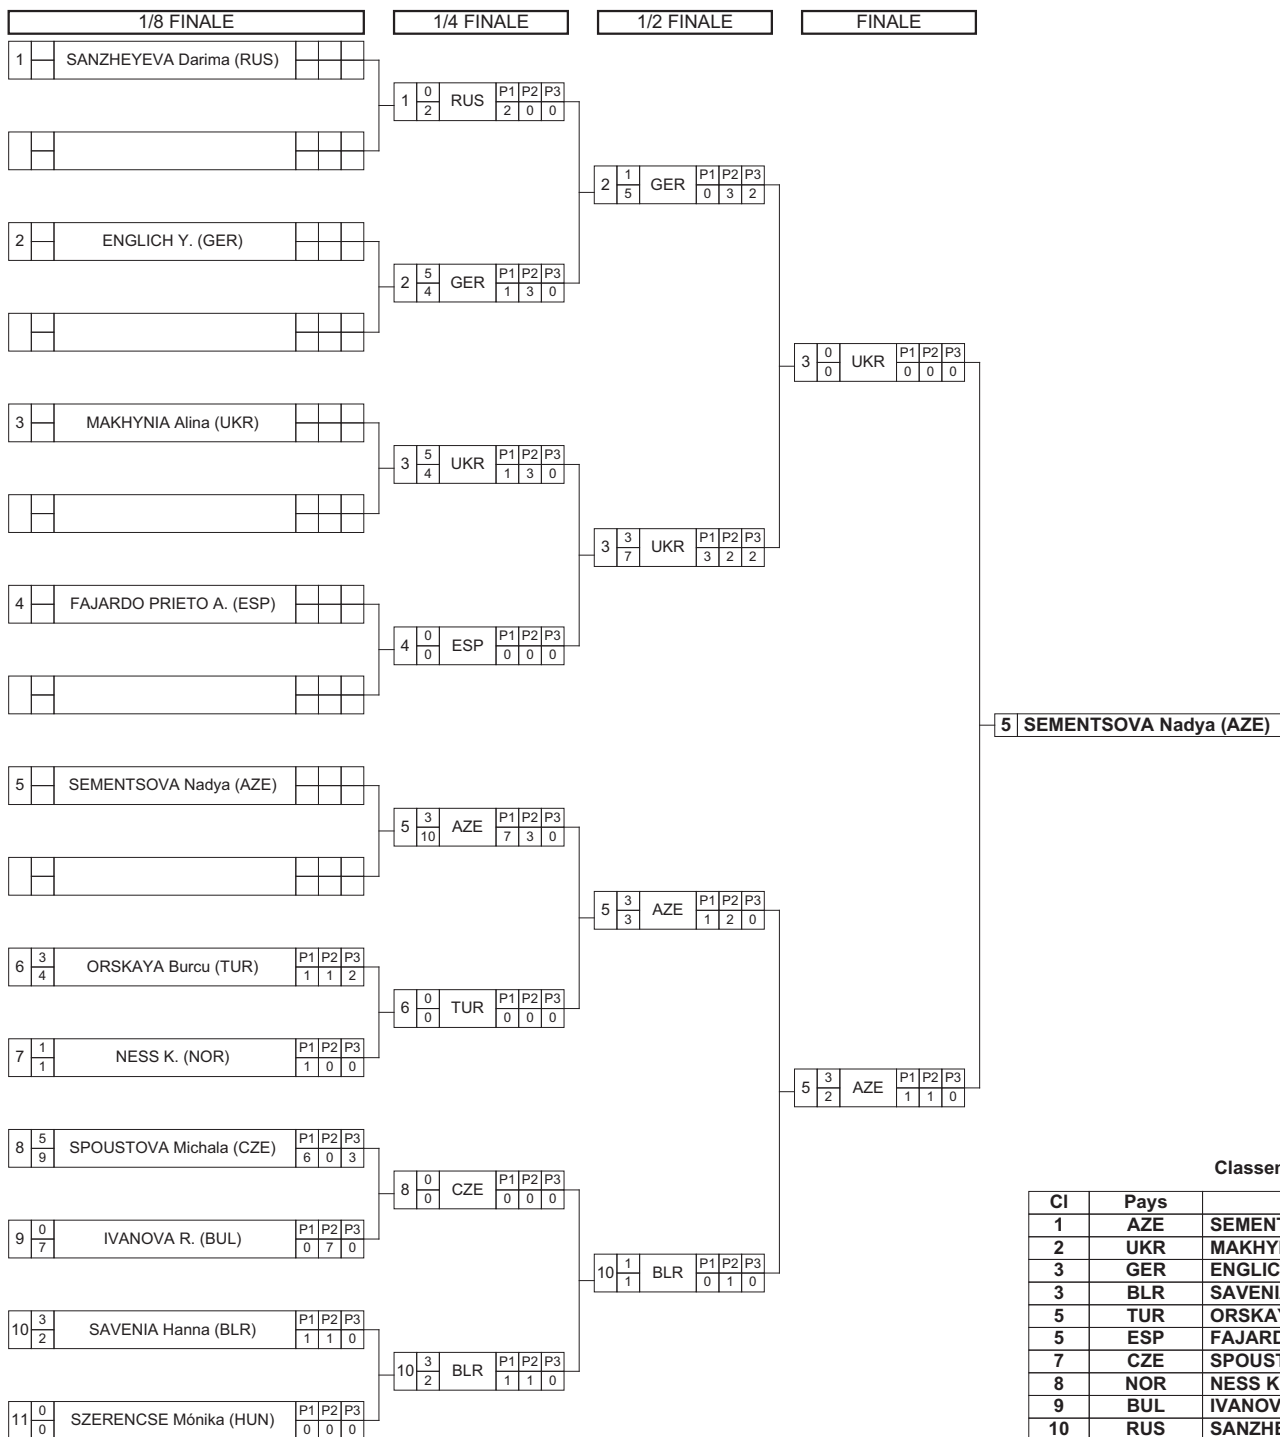 1/8 FINALE 1/4 FINALE 1/2 FINALE FINALE
1 SANZHEYEVA Darima (RUS)
1 0 RUS P1 P2 P3
2 2 0 0
2 1 GER P1 P2 P3
5 0 3 2
2 ENGLICH Y. (GER)
2 5 GER P1 P2 P3
4 1 3 0
3 0 UKR P1 P2 P3
0 0 0 0
3 MAKHYNIA Alina (UKR)
3 5 UKR P1 P2 P3
4 1 3 0
3 3 UKR P1 P2 P3
7 3 2 2
4 FAJARDO PRIETO A. (ESP)
4 0 ESP P1 P2 P3
0 0 0 0
5 SEMENTSOVA Nadya (AZE)
5 SEMENTSOVA Nadya (AZE)
5 3 AZE P1 P2 P3
10 7 3 0
5 3 AZE P1 P2 P3
3 1 2 0
6 3 ORSKAYA Burcu (TUR) P1 P2 P3
4 1 1 2
6 0 TUR P1 P2 P3
0 0 0 0
7 1 NESS K. (NOR) P1 P2 P3
1 1 0 0
5 3 AZE P1 P2 P3
2 1 1 0
8 5 SPOUSTOVA Michala (CZE) P1 P2 P3
9 6 0 3
8 0 CZE P1 P2 P3
0 0 0 0
9 0 IVANOVA R. (BUL) P1 P2 P3
7 0 7 0
10 1 BLR P1 P2 P3
1 0 1 0
10 3 SAVENIA Hanna (BLR) P1 P2 P3
2 1 1 0
10 3 BLR P1 P2 P3
2 1 1 0
11 0 SZERENCSE Mónika (HUN) P1 P2 P3
0 0 0 0
Classer
Cl Pays
1 AZE SEMENT
2 UKR MAKHY
3 GER ENGLIC
3 BLR SAVENI
5 TUR ORSKA
5 ESP FAJARD
7 CZE SPOUST
8 NOR NESS K
9 BUL IVANOV
10 RUS SANZHE